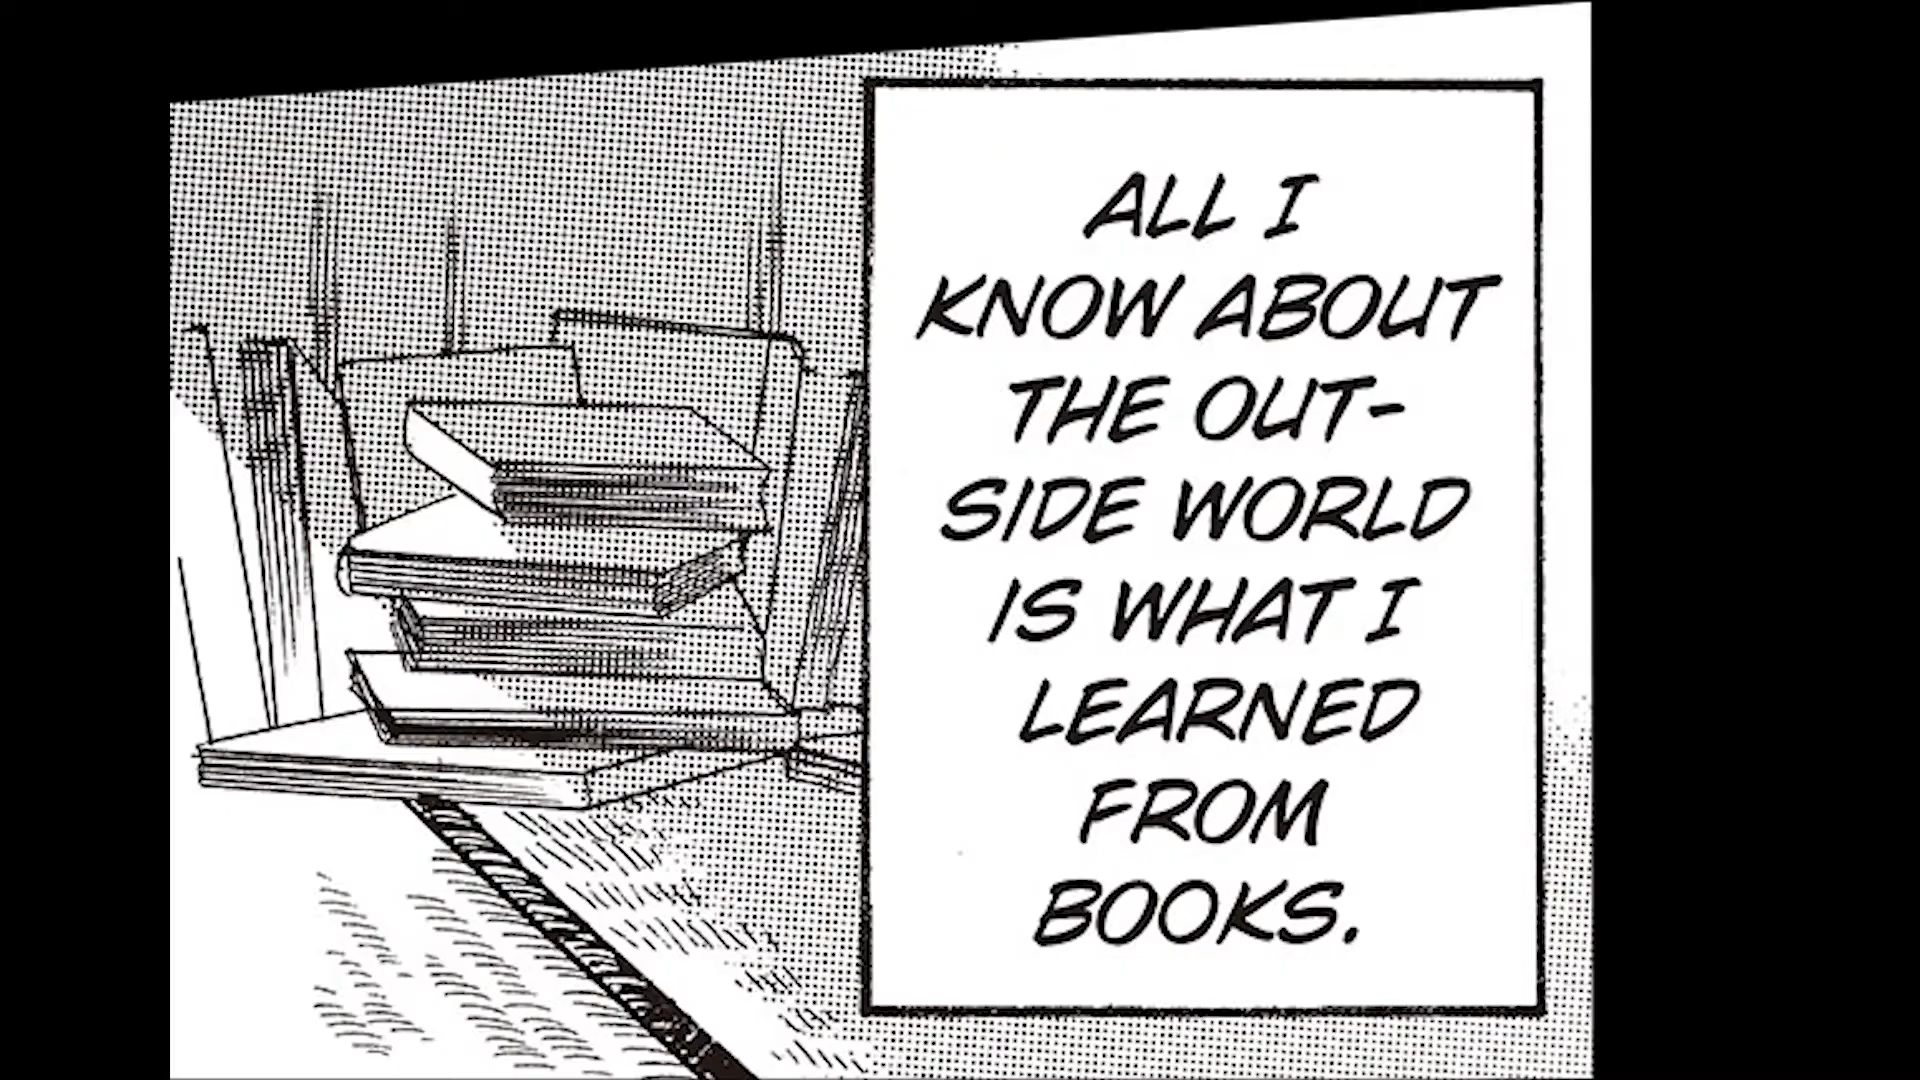 ALL I
KNOW ABOUT
THE OUT-
SIDE WORLD
IS WHAT I
LEARNED
FROM
BOOKS.